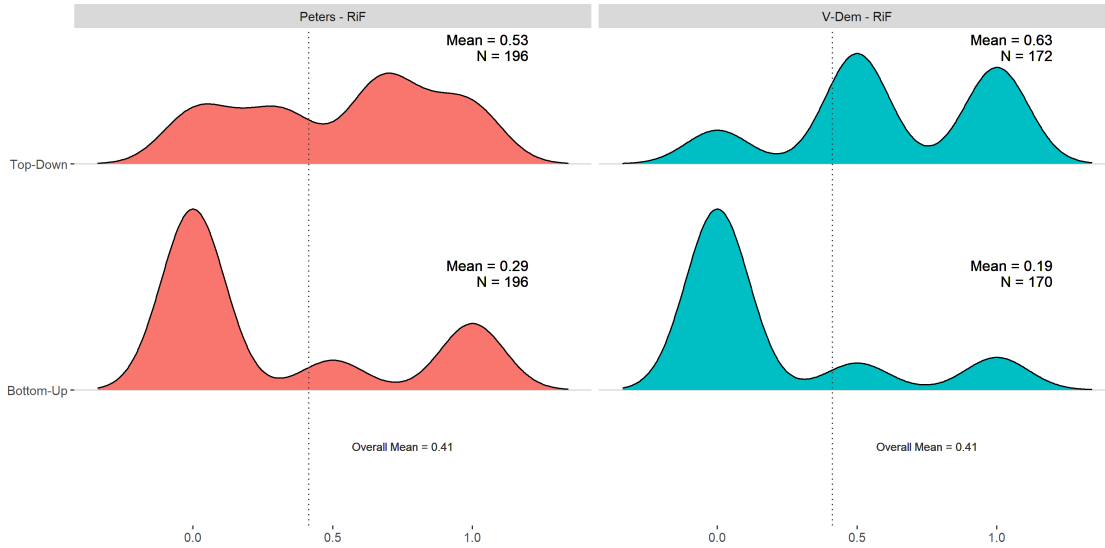 Peters - RiF
V-Dem - RiF
Mean = 0.53
N = 196
Mean = 0.63
N = 172
Top-Down
Mean = 0.29
N = 196
Mean = 0.19
N = 170
Bottom-Up
Overall Mean = 0.41
Overall Mean = 0.41
0.0 0.5 1.0
0.0 0.5 1.0